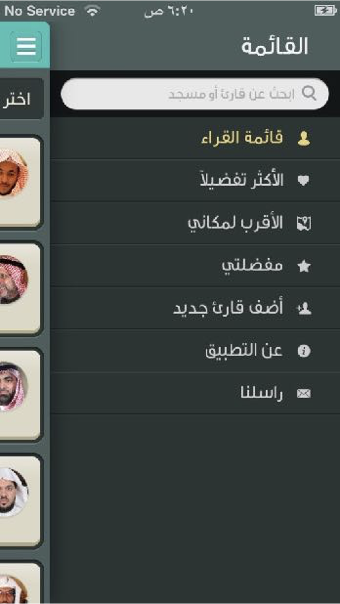 No Service ٦:٢٠ ص
القائمة
ابحث عن قارئ أو مسجد
اختر
قائمة القراء
الأكثر تفضيلاً
الأقرب لمكاني
مفضلتي
أضف قارئ جديد
عن التطبيق
راسلنا